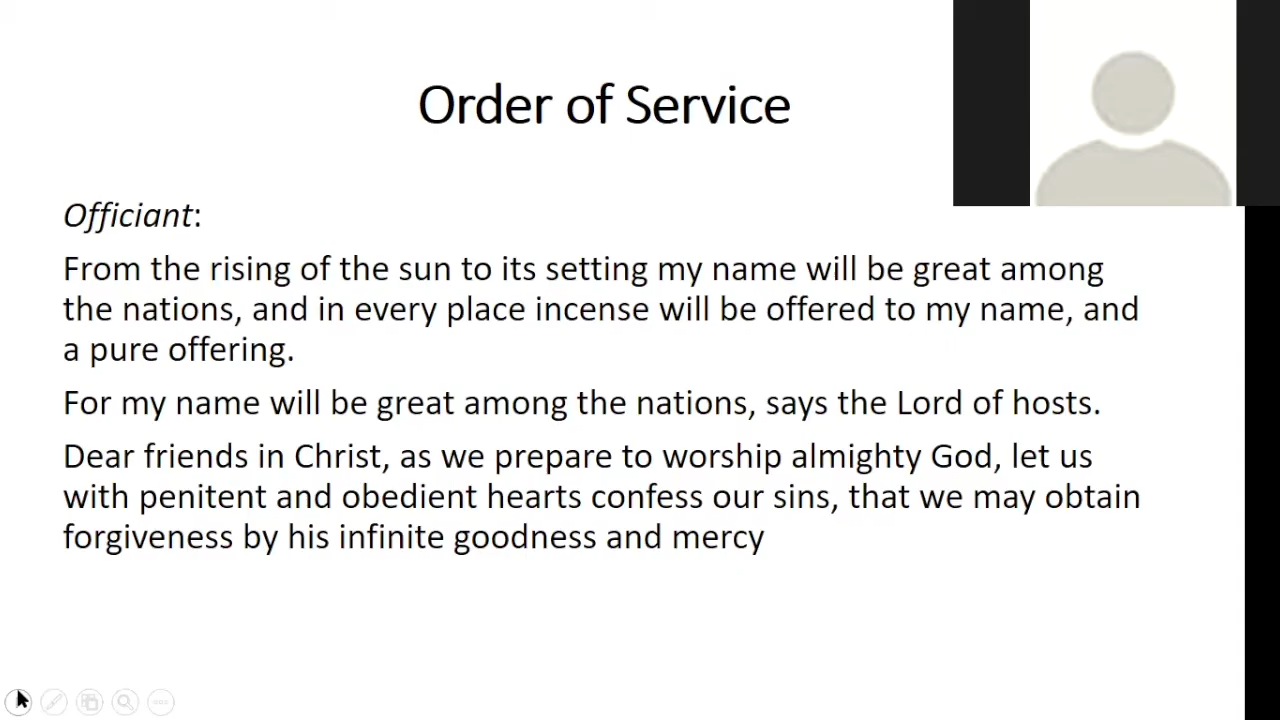 Order of Service
Officiant:
From the rising of the sun to its setting my name will be great among
the nations, and in every place incense will be offered to my name, and
a pure offering.
For my name will be great among the nations, says the Lord of hosts.
Dear friends in Christ, as we prepare to worship almighty God, let us
with penitent and obedient hearts confess our sins, that we may obtain
forgiveness by his infinite goodness and mercy